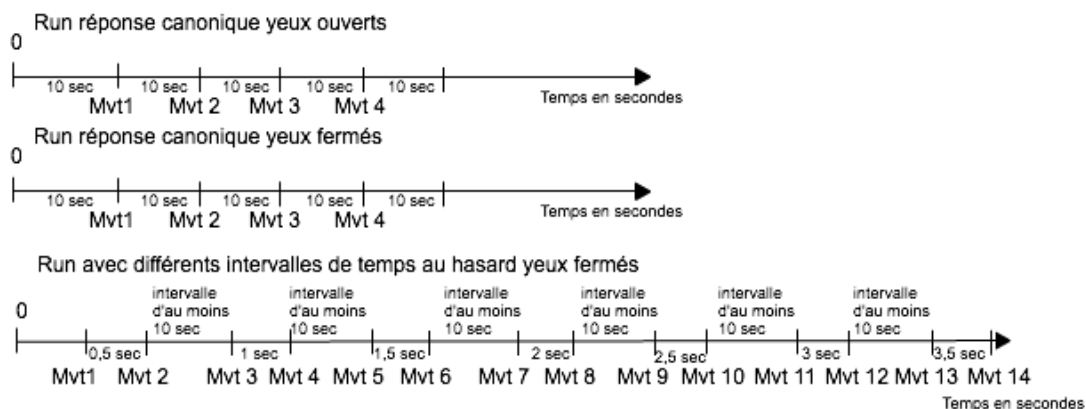 Run réponse canonique yeux ouverts
0
10 sec 10 sec 10 sec 10 sec 10 sec
Mvt1 Mvt 2 Mvt 3 Mvt 4
Temps en secondes
Run réponse canonique yeux fermés
0
10 sec 10 sec 10 sec 10 sec 10 sec
Mvt1 Mvt 2 Mvt 3 Mvt 4
Temps en secondes
Run avec différents intervalles de temps au hasard yeux fermés
intervalle intervalle intervalle intervalle intervalle intervalle
d'au moins d'au moins d'au moins d'au moins d'au moins d'au moins
10 sec 10 sec 10 sec 10 sec 10 sec 10 sec
0
0,5 sec 1 sec 1,5 sec 2 sec 2,5 sec 3 sec 3,5 sec
Mvt1 Mvt 2 Mvt 3 Mvt 4 Mvt 5 Mvt 6 Mvt 7 Mvt 8 Mvt 9 Mvt 10 Mvt 11 Mvt 12 Mvt 13 Mvt 14
Temps en secondes